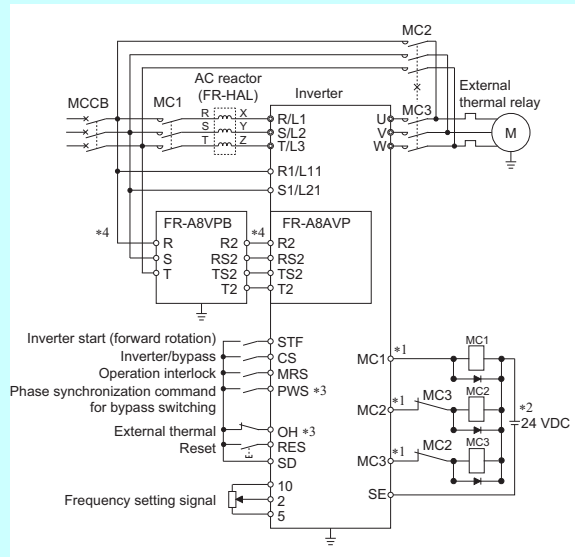 MC2
AC reactor
(FR-HAL)
Inverter
External
thermal relay
MCCB
MC1
MC3
R X R/L1 U
S Y S/L2 V
T Z T/L3 W
M
R1/L11
S1/L21
FR-A8VPB
FR-A8AVP
*4
*4
R R2 R2
S RS2 RS2
T TS2 TS2
T2 T2
Inverter start (forward rotation) STF
Inverter/bypass CS
Operation interlock MRS
Phase synchronization command PWS *3
for bypass switching
External thermal OH *3
Reset RES
SD
Frequency setting signal
10
2
5
MC1 *1 MC1
MC2 *1 MC3 MC2
*2
24 VDC
MC3 *1 MC2 MC3
SE